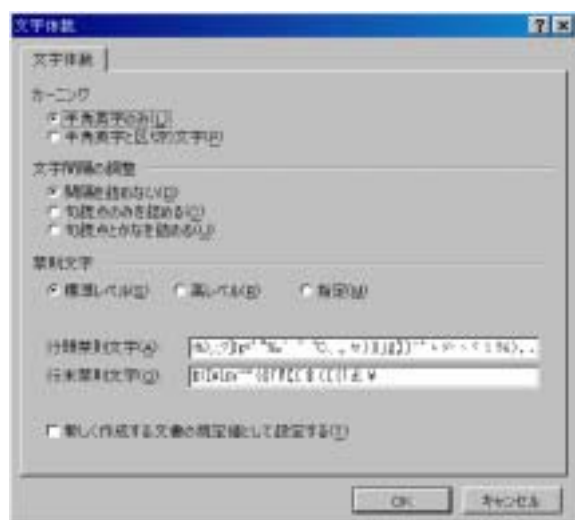 文字体裁
文字体裁
カーニング
半角英字のみ(L)
半角英字と区切り文字(P)
文字間隔の調整
間隔を詰めない(D)
句読点のみを詰める(C)
句読点とかなを詰める(J)
禁則文字
標準レベル(S) 高レベル(R) 指定(M)
行頭禁則文字(A)
行末禁則文字(O)
新しく作成する文書の既定値として設定する(T)
OK キャンセル